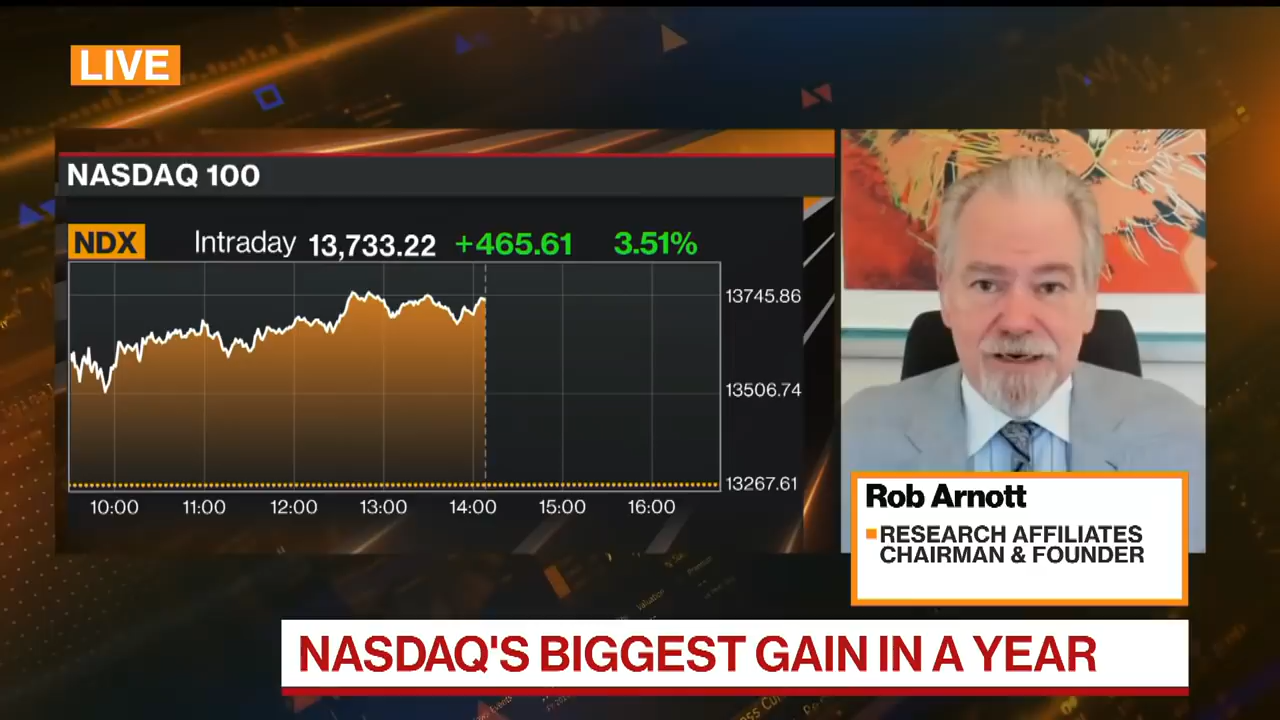 LIVE
NASDAQ 100
NDX Intraday 13,733.22 +465.61 3.51%
13745.86
13506.74
13267.61
10:00 11:00 12:00 13:00 14:00 15:00 16:00
Rob Arnott
RESEARCH AFFILIATES
CHAIRMAN & FOUNDER
NASDAQ'S BIGGEST GAIN IN A YEAR